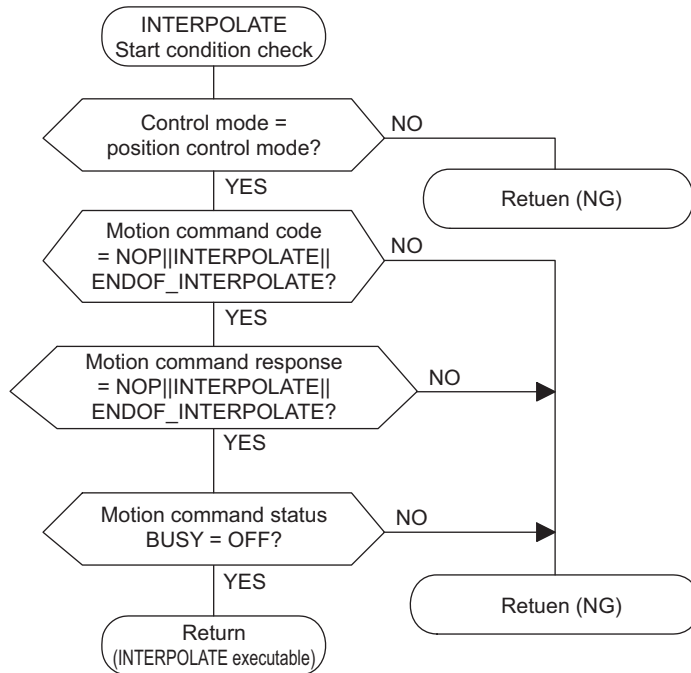 INTERPOLATE
Start condition check
Control mode =
position control mode?
NO
YES
Retuen (NG)
Motion command code
= NOP||INTERPOLATE||
ENDOF_INTERPOLATE?
NO
YES
Motion command response
= NOP||INTERPOLATE||
ENDOF_INTERPOLATE?
NO
YES
Motion command status
BUSY = OFF?
NO
YES
Retuen (NG)
Return
(INTERPOLATE executable)